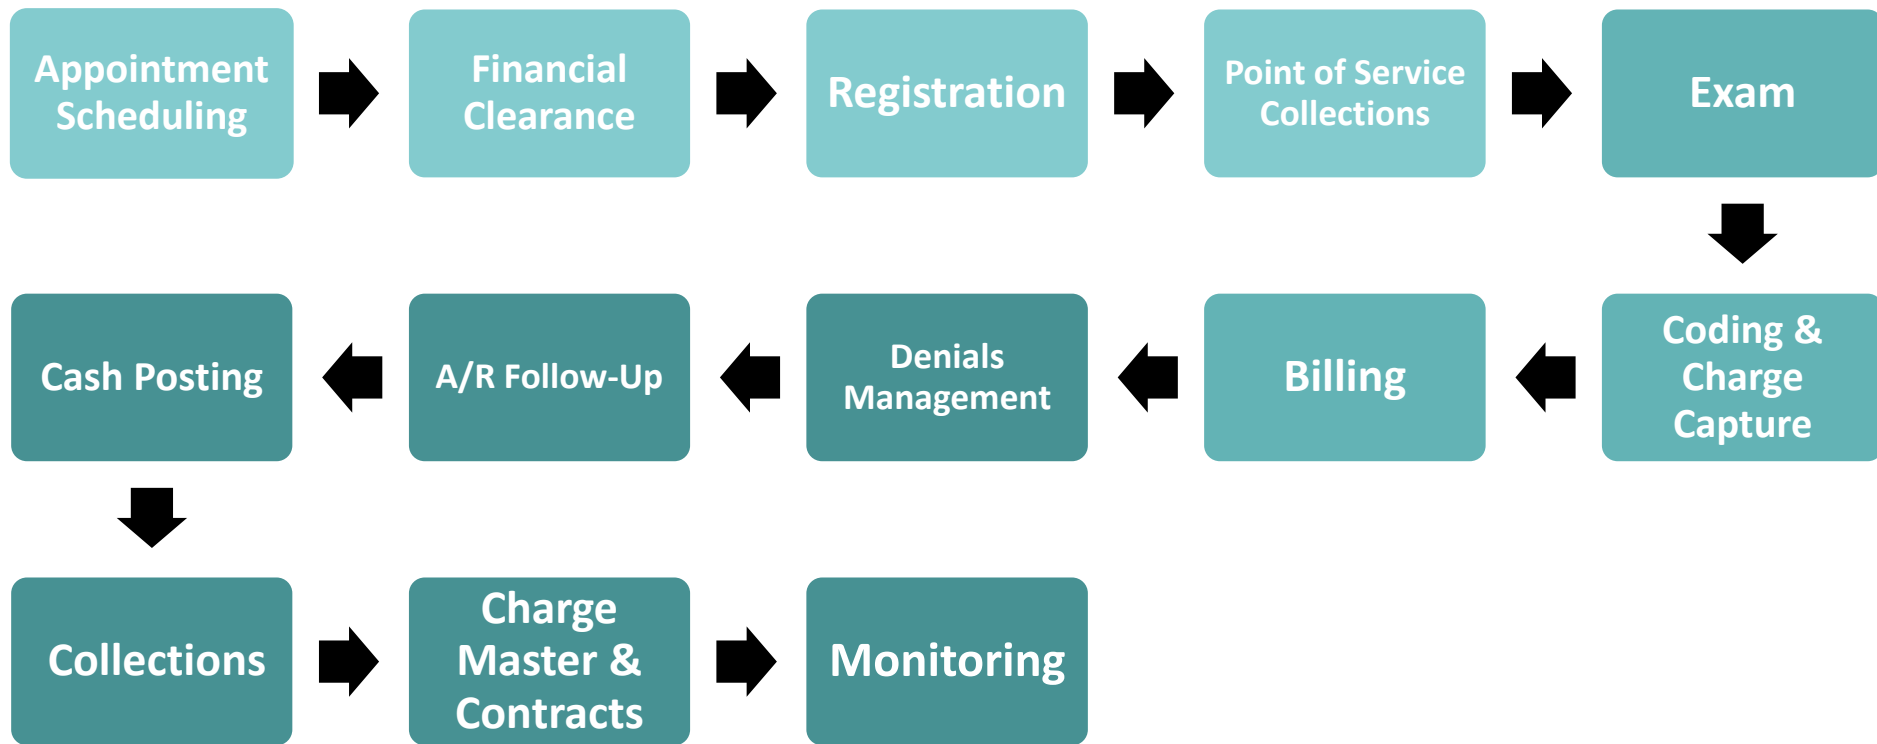 Appointment
Scheduling
Financial
Clearance
Registration
Point of Service
Collections
Exam
Coding &
Charge
Capture
Billing
Denials
Management
A/R Follow-Up
Cash Posting
Collections
Charge
Master &
Contracts
Monitoring